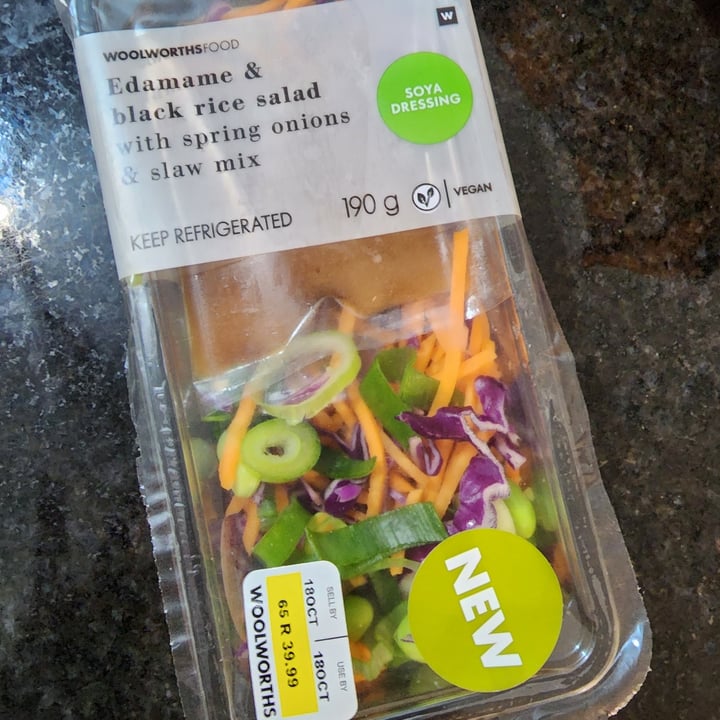 W
WOOLWORTHSFOOD
Edamame &
black rice salad
with spring onions
& slaw mix
SOYA
DRESSING
KEEP REFRIGERATED
190 g
VEGAN
NEW
SELL BY
18OCT
USE BY
18OCT
65 R 39.99
WOOLWORTHS